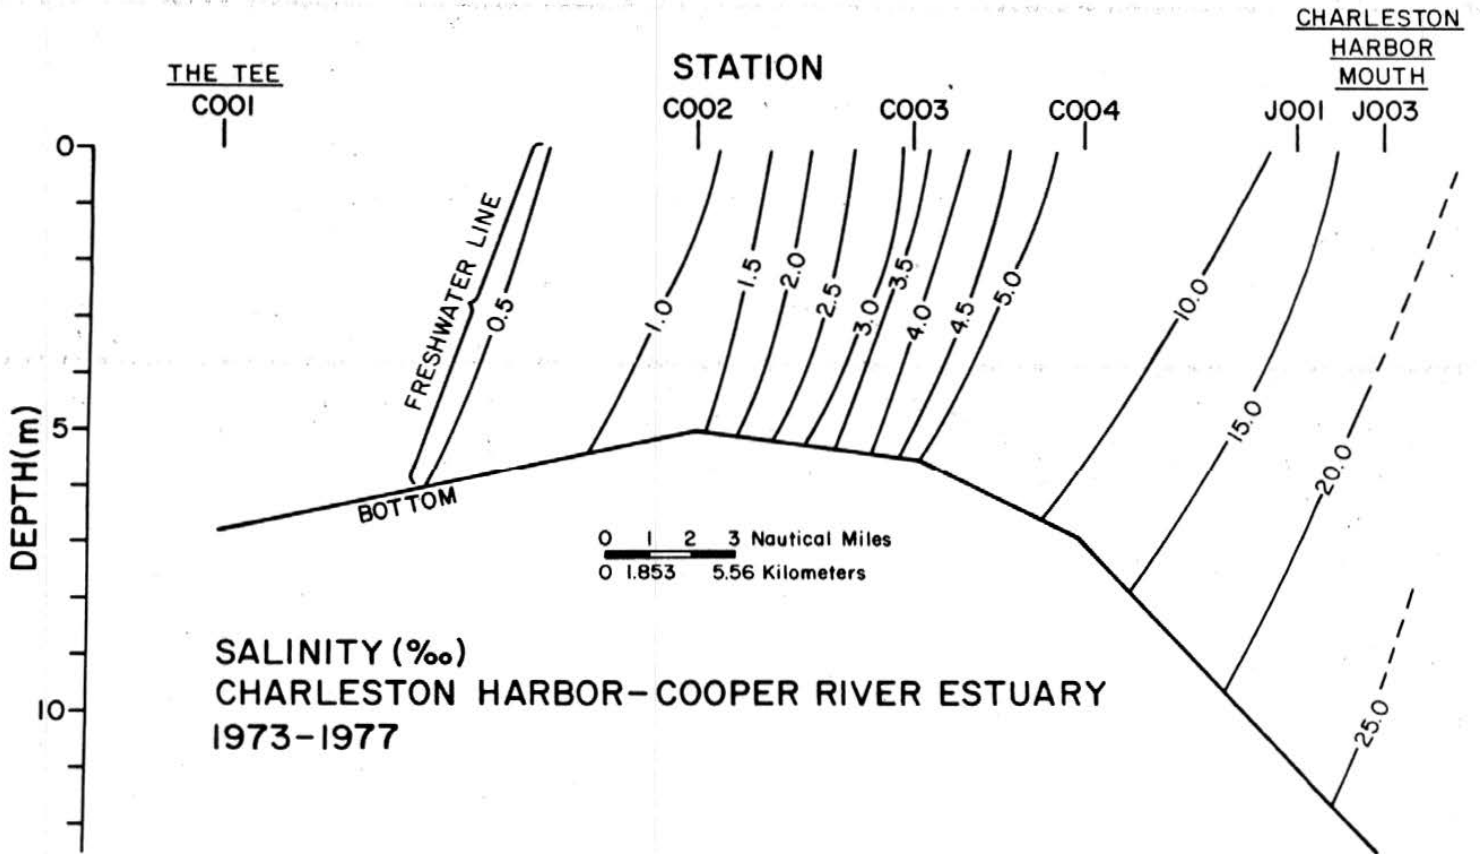 CHARLESTON
HARBOR
MOUTH
THE TEE
STATION
C001
C002
C003
C004
J001
J003
0
5
10
DEPTH(m)
FRESHWATER LINE
0.5
1.0
1.5
2.0
2.5
3.0
3.5
4.0
4.5
5.0
10.0
15.0
20.0
25.0
BOTTOM
0 1 2 3 Nautical Miles
0 1.853 5.56 Kilometers
SALINITY (‰)
CHARLESTON HARBOR-COOPER RIVER ESTUARY
1973-1977